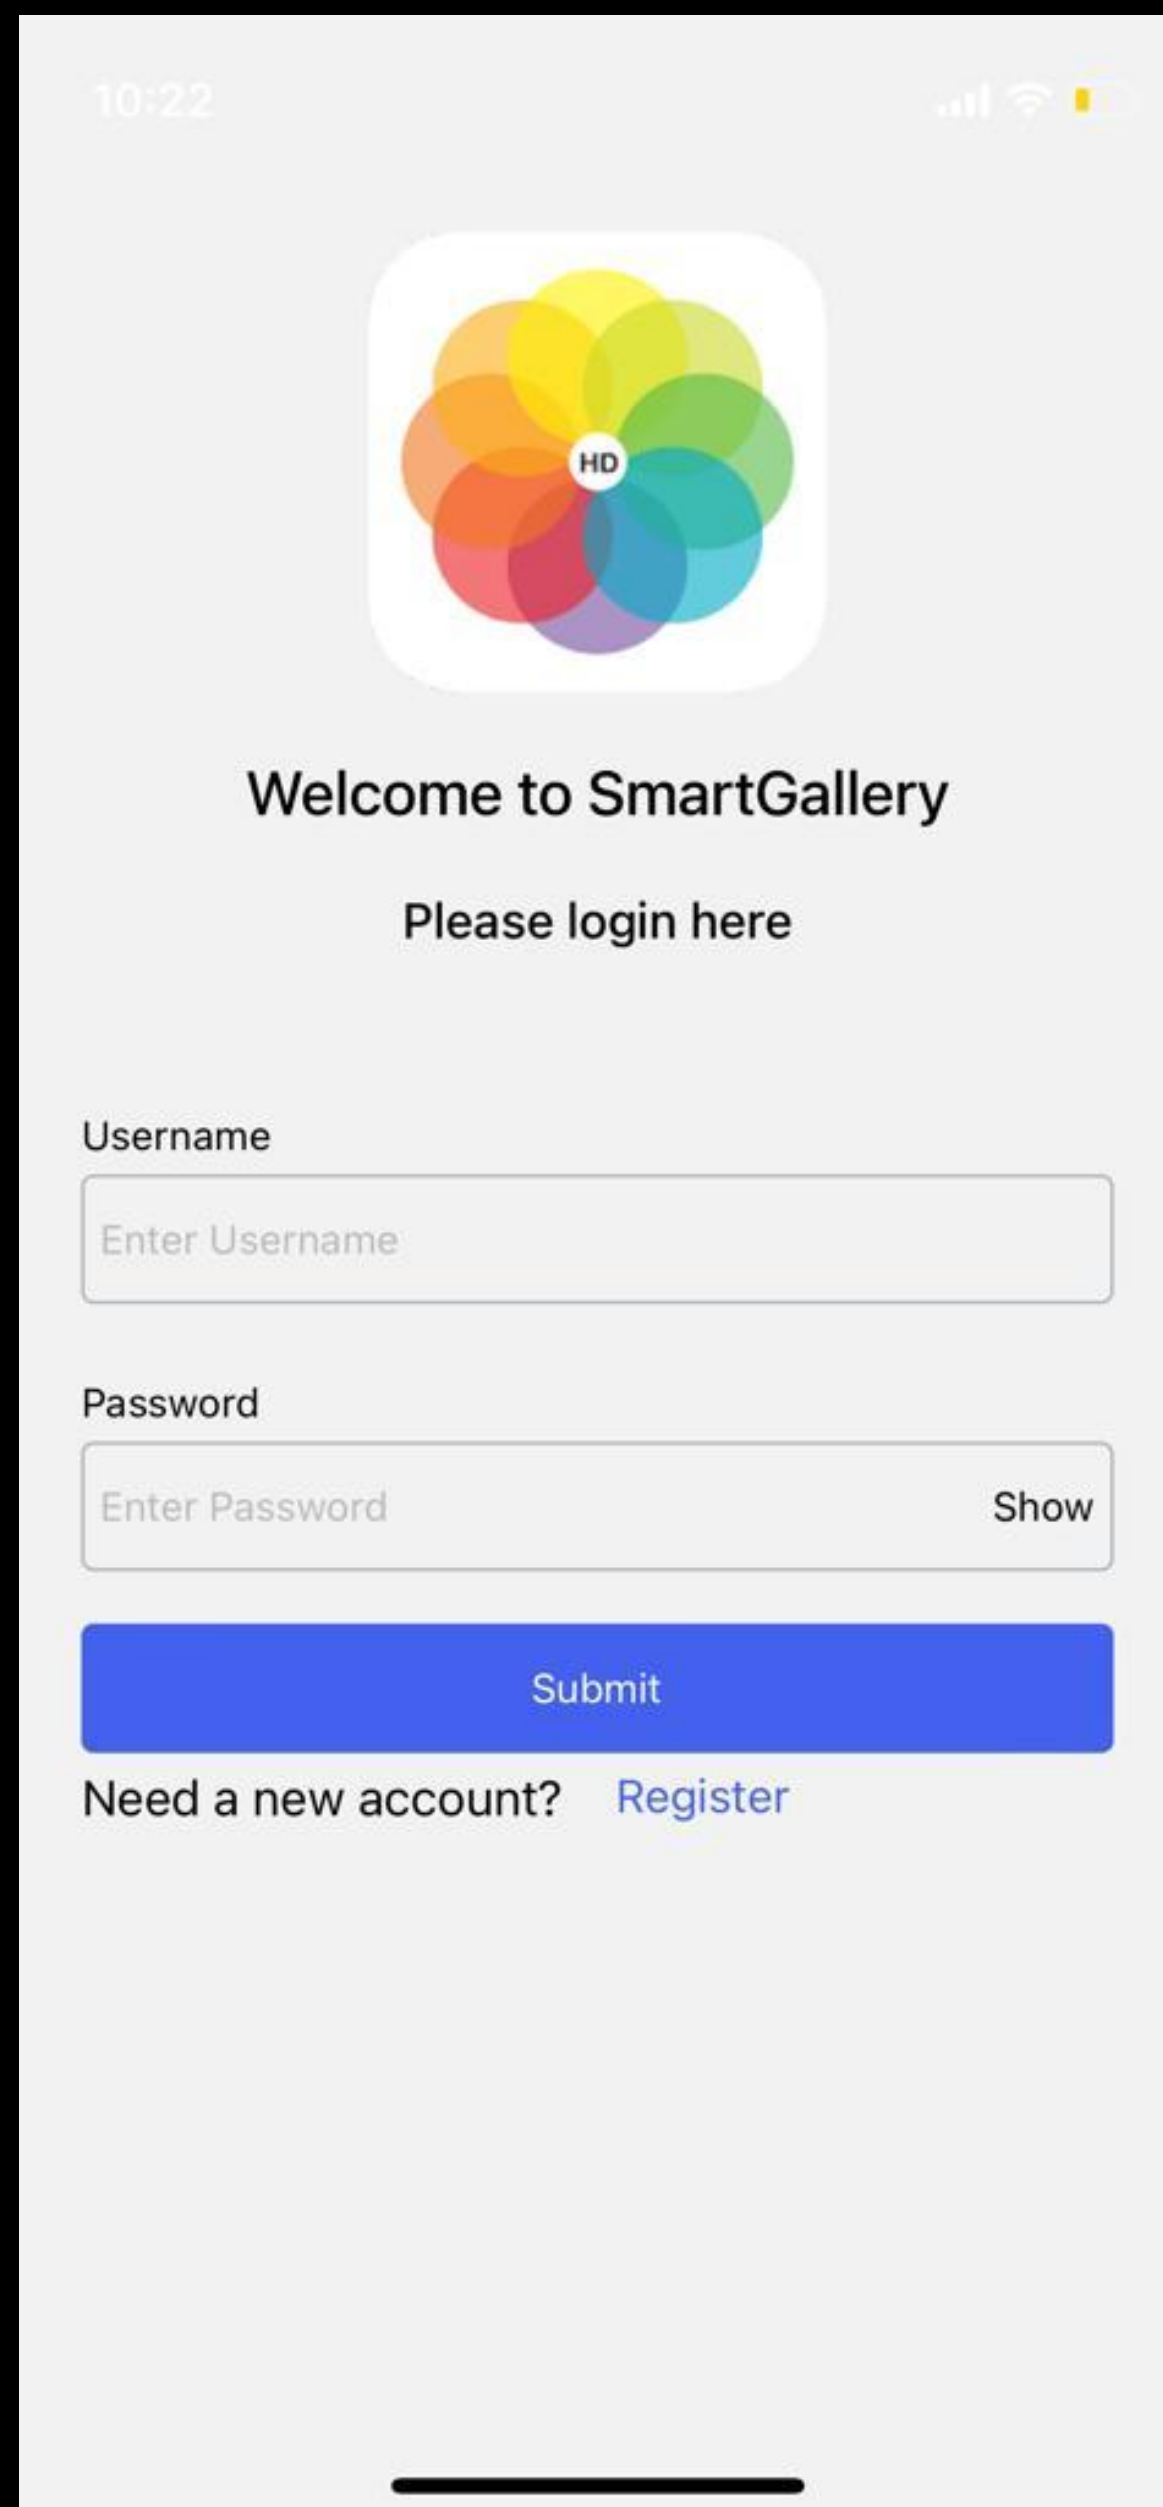 10:22
HD
Welcome to SmartGallery
Please login here
Username
Enter Username
Password
Enter Password Show
Submit
Need a new account? Register